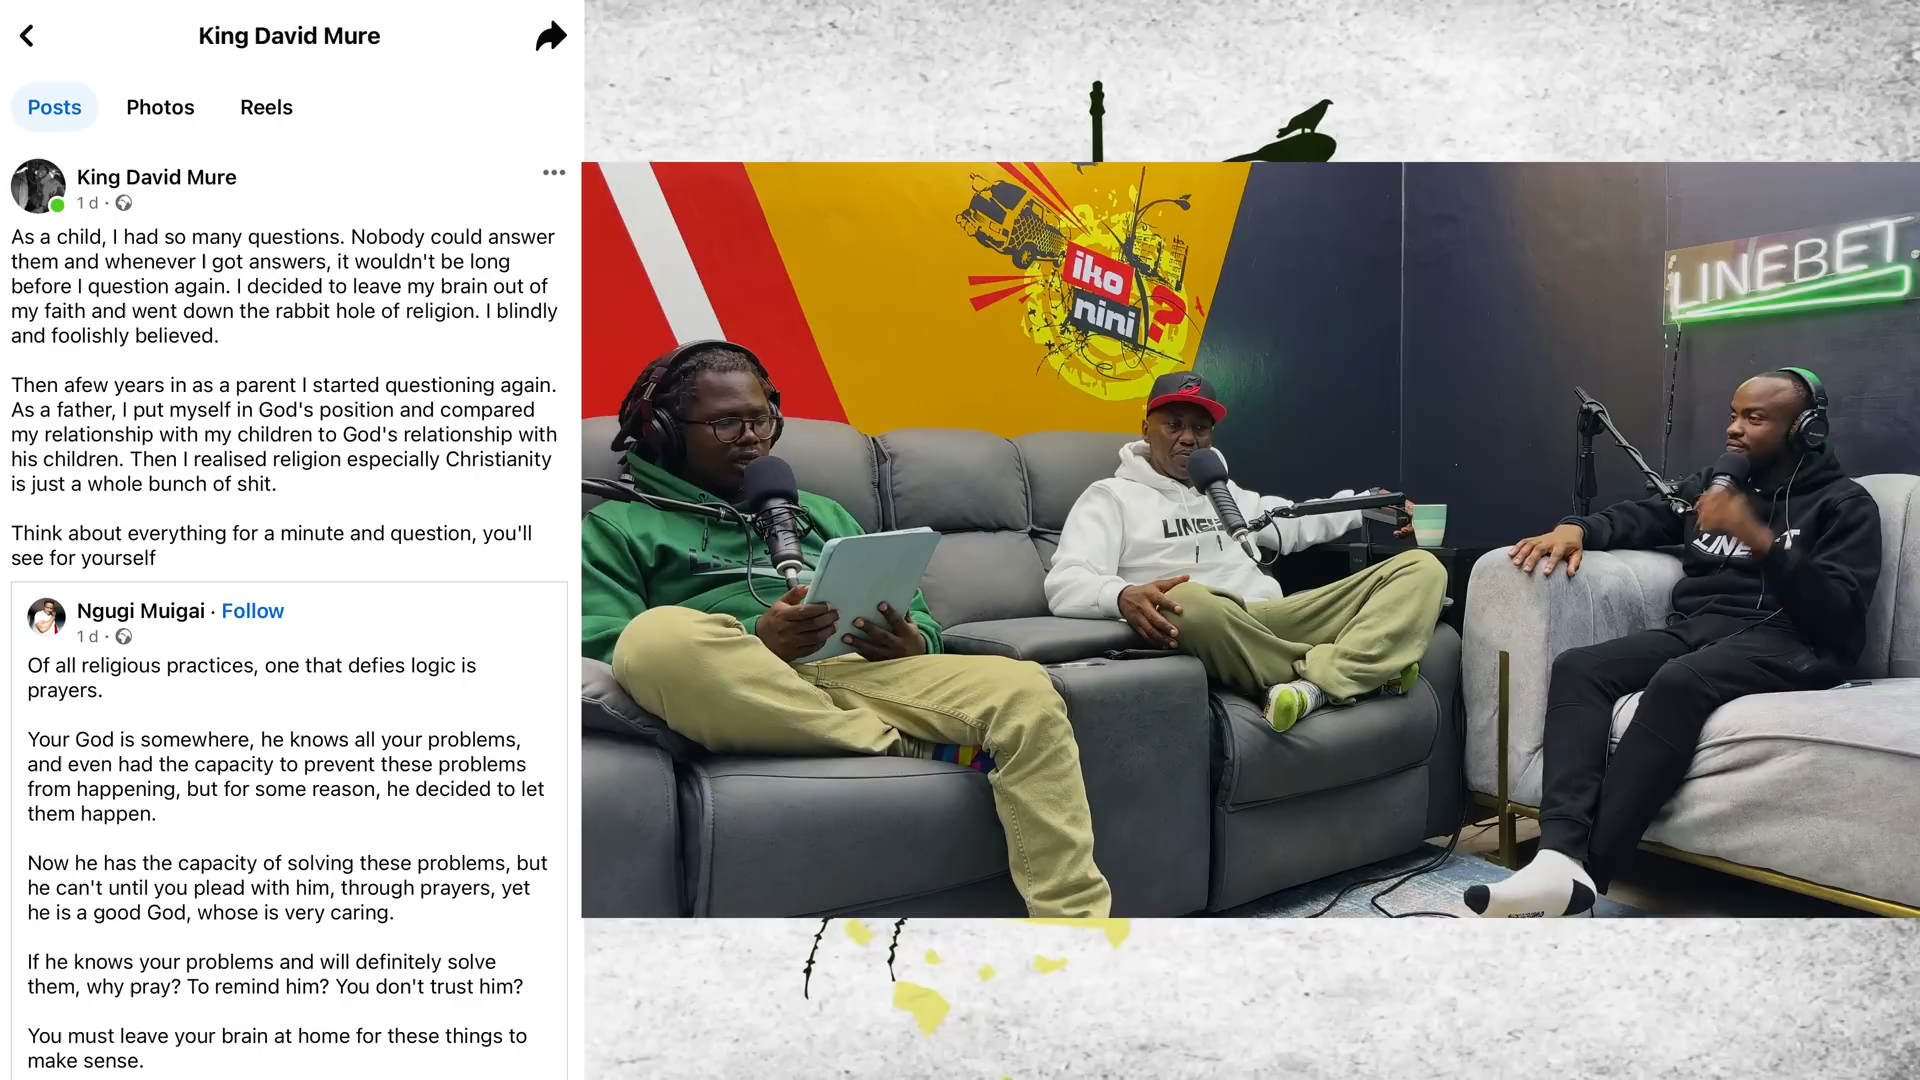 King David Mure
Posts
Photos
Reels
King David Mure
1 d ·
As a child, I had so many questions. Nobody could answer
them and whenever I got answers, it wouldn't be long
before I question again. I decided to leave my brain out of
my faith and went down the rabbit hole of religion. I blindly
and foolishly believed.
Then afew years in as a parent I started questioning again.
As a father, I put myself in God's position and compared
my relationship with my children to God's relationship with
his children. Then I realised religion especially Christianity
is just a whole bunch of shit.
Think about everything for a minute and question, you'll
see for yourself
Ngugi Muigai · Follow
1 d ·
Of all religious practices, one that defies logic is
prayers.
Your God is somewhere, he knows all your problems,
and even had the capacity to prevent these problems
from happening, but for some reason, he decided to let
them happen.
Now he has the capacity of solving these problems, but
he can't until you plead with him, through prayers, yet
he is a good God, whose is very caring.
If he knows your problems and will definitely solve
them, why pray? To remind him? You don't trust him?
You must leave your brain at home for these things to
make sense.
iko
nini ?
LINEBET